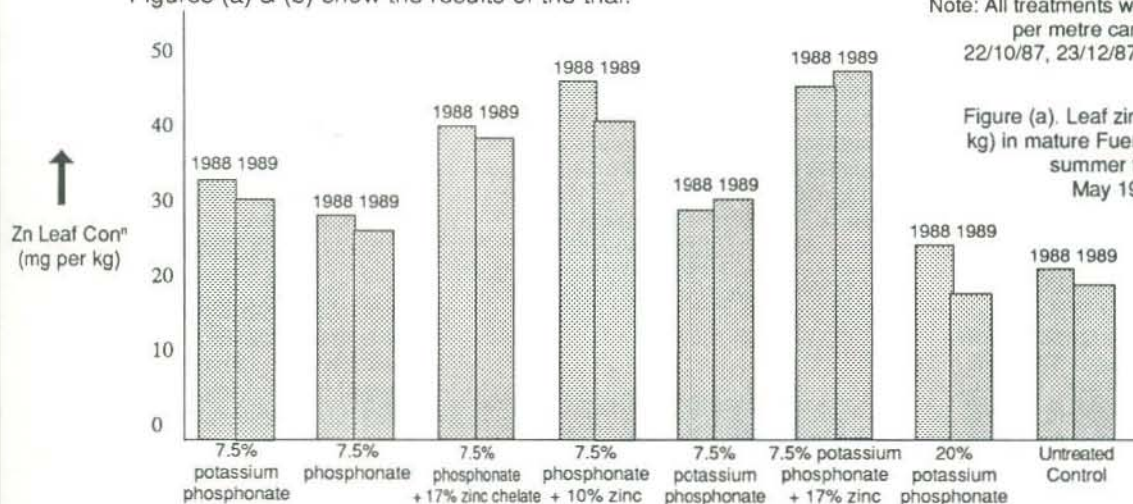 Figures (a) & (b) show the results of the trial.
Note: All treatments w
per metre can
22/10/87, 23/12/87
Figure (a). Leaf zin
kg) in mature Fuer
summer
May 19
Zn Leaf Conⁿ
(mg per kg)
50
40
30
20
10
0
1988 1989
1988 1989
1988 1989
1988 1989
1988 1989
1988 1989
1988 1989
1988 1989
7.5%
potassium
phosphonate
7.5%
phosphonate
7.5%
phosphonate
+ 17% zinc chelate
7.5%
phosphonate
+ 10% zinc
7.5%
potassium
phosphonate
7.5% potassium
phosphonate
+ 17% zinc
20%
potassium
phosphonate
Untreated
Control